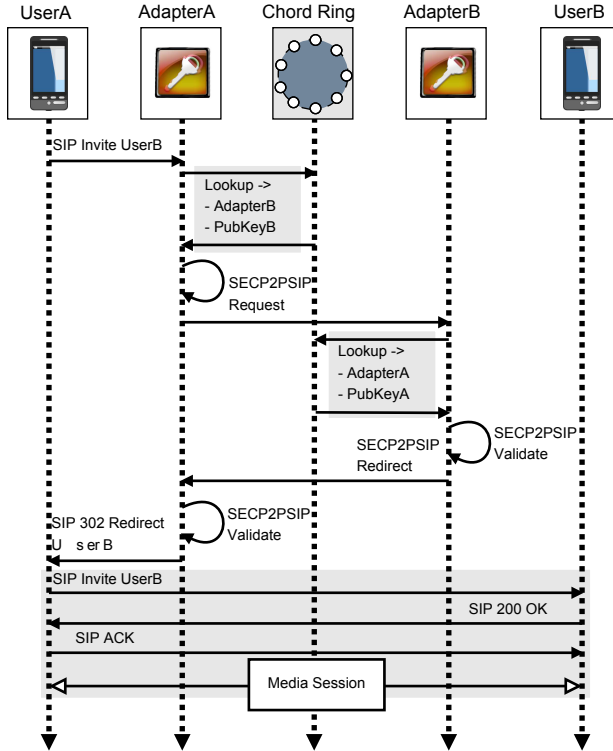 UserA
AdapterA
Chord Ring
AdapterB
UserB
SIP Invite UserB
Lookup ->
- AdapterB
- PubKeyB
SECP2PSIP
Request
Lookup ->
- AdapterA
- PubKeyA
SECP2PSIP
Validate
SECP2PSIP
Redirect
SECP2PSIP
Validate
SIP 302 Redirect
U s er B
SIP Invite UserB
SIP 200 OK
SIP ACK
Media Session